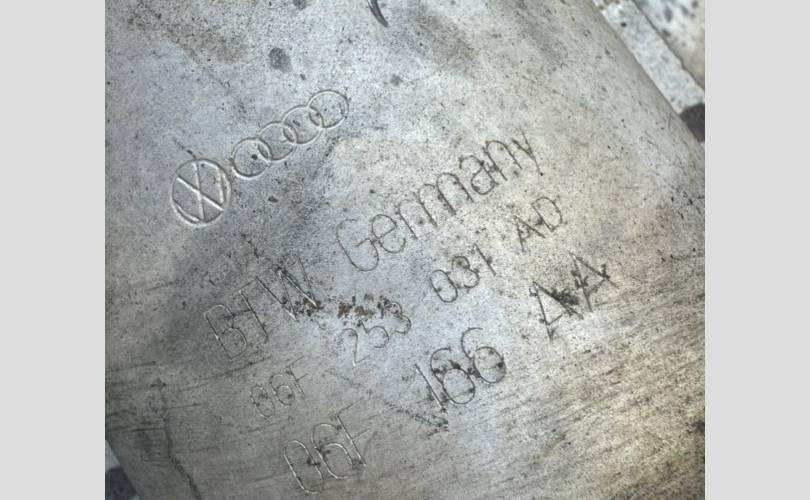 BTW Germany
06F 253 031 AD
06F 166 AA